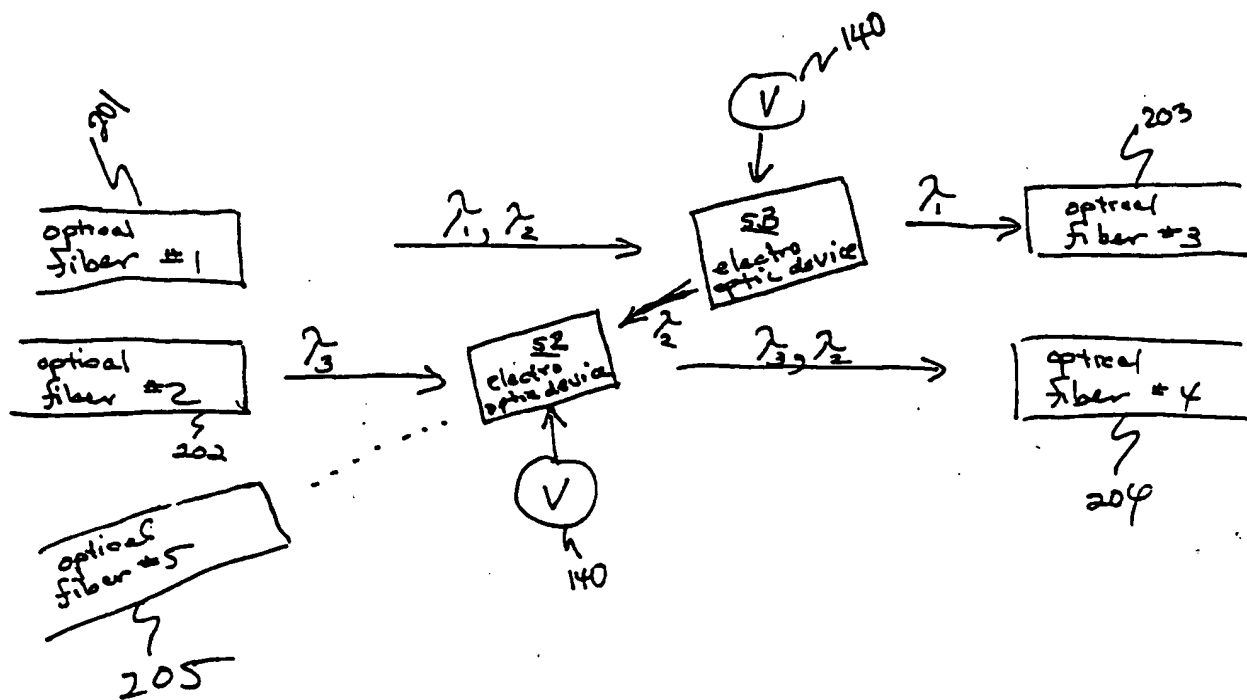 140
V
201
203
optical
fiber #1
λ1, λ2
53
electro
optic device
λ1
optical
fiber #3
λ2
optical
fiber #2
λ3
52
electro
optic device
λ3, λ2
optical
fiber #4
202
V
204
optical
fiber #5
140
205